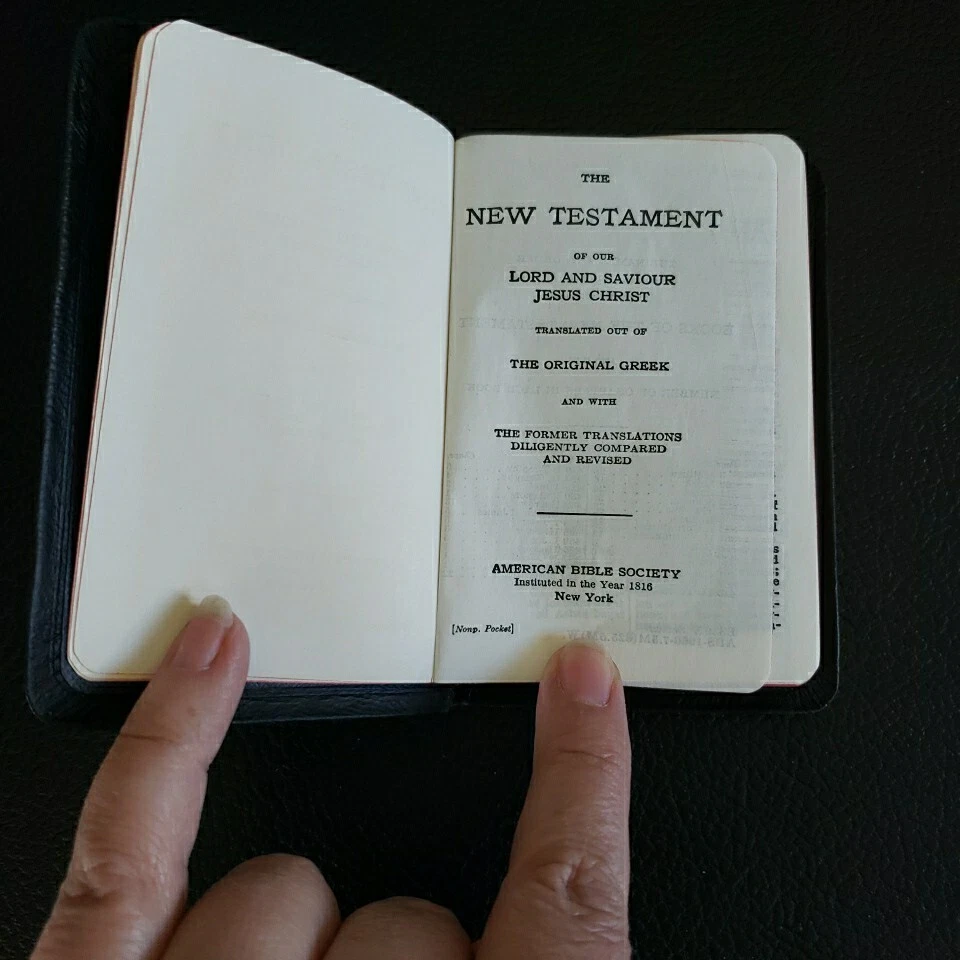 THE
NEW TESTAMENT
OF OUR
LORD AND SAVIOUR
JESUS CHRIST
TRANSLATED OUT OF
THE ORIGINAL GREEK
AND WITH
THE FORMER TRANSLATIONS
DILIGENTLY COMPARED
AND REVISED
AMERICAN BIBLE SOCIETY
Instituted in the Year 1816
New York
[Nonp. Pocket]